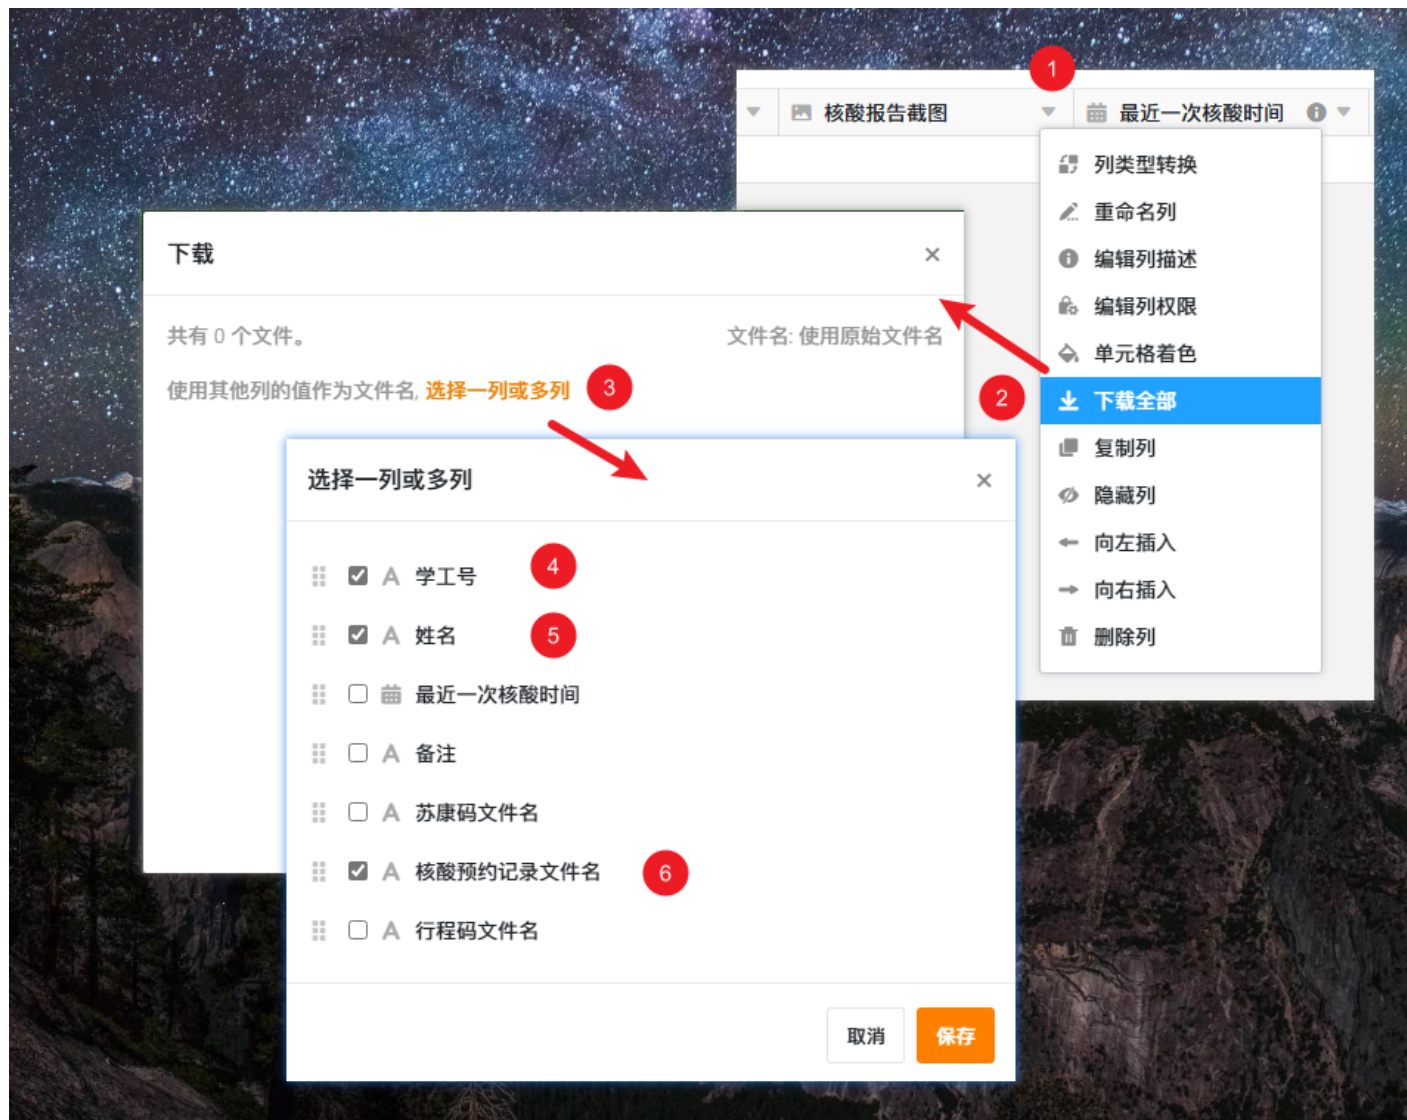 1
核酸报告截图
最近一次核酸时间
列类型转换
重命名列
编辑列描述
编辑列权限
单元格着色
2
下载全部
复制列
隐藏列
向左插入
向右插入
删除列
下载
共有 0 个文件。
文件名: 使用原始文件名
使用其他列的值作为文件名, 选择一列或多列
3
选择一列或多列
学工号
4
姓名
5
最近一次核酸时间
备注
苏康码文件名
核酸预约记录文件名
6
行程码文件名
取消
保存